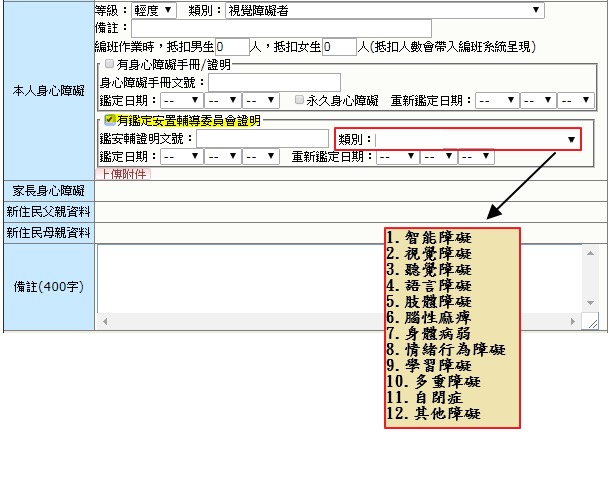 等級：輕度 類別：視覺障礙者
備註：
編班作業時，抵扣男生0人，抵扣女生0人(抵扣人數會帶入編班系統呈現)
本人身心障礙
有身心障礙手冊/證明
身心障礙手冊文號：
鑑定日期：-- -- -- 永久身心障礙 重新鑑定日期：-- -- --
有鑑定安置輔導委員會證明
鑑安輔證明文號： 類別：
鑑定日期：-- -- -- 重新鑑定日期：-- -- --
上傳附件
家長身心障礙
新住民父親資料
新住民母親資料
備註(400字)
1.智能障礙
2.視覺障礙
3.聽覺障礙
4.語言障礙
5.肢體障礙
6.腦性麻痺
7.身體病弱
8.情緒行為障礙
9.學習障礙
10.多重障礙
11.自閉症
12.其他障礙